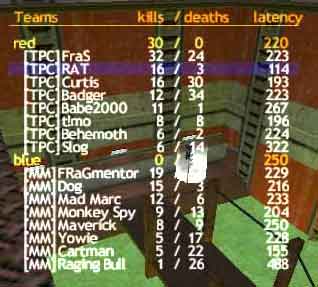 Teams kills / deaths latency
red 30 / 0 220
[TPC]FraS 32 / 24 223
[TPC]RAT 16 / 3 114
[TPC]Curtis 16 / 30 193
[TPC]Badger 12 / 34 223
[TPC]Babe2000 11 / 1 267
[TPC]t!mo 8 / 8 196
[TPC]Behemoth 6 / 2 224
[TPC]Slog 6 / 14 322
blue 0 / 250
[MM]FRaGmentor 19 / 229
[MM]Dog 15 / 3 216
[MM]Mad Marc 12 / 6 233
[MM]Monkey Spy 9 / 13 204
[MM]Maverick 8 / 9 250
[MM]Yowie 5 / 17 228
[MM]Cartman 5 / 22 155
[MM]Raging Bull 1 / 26 488